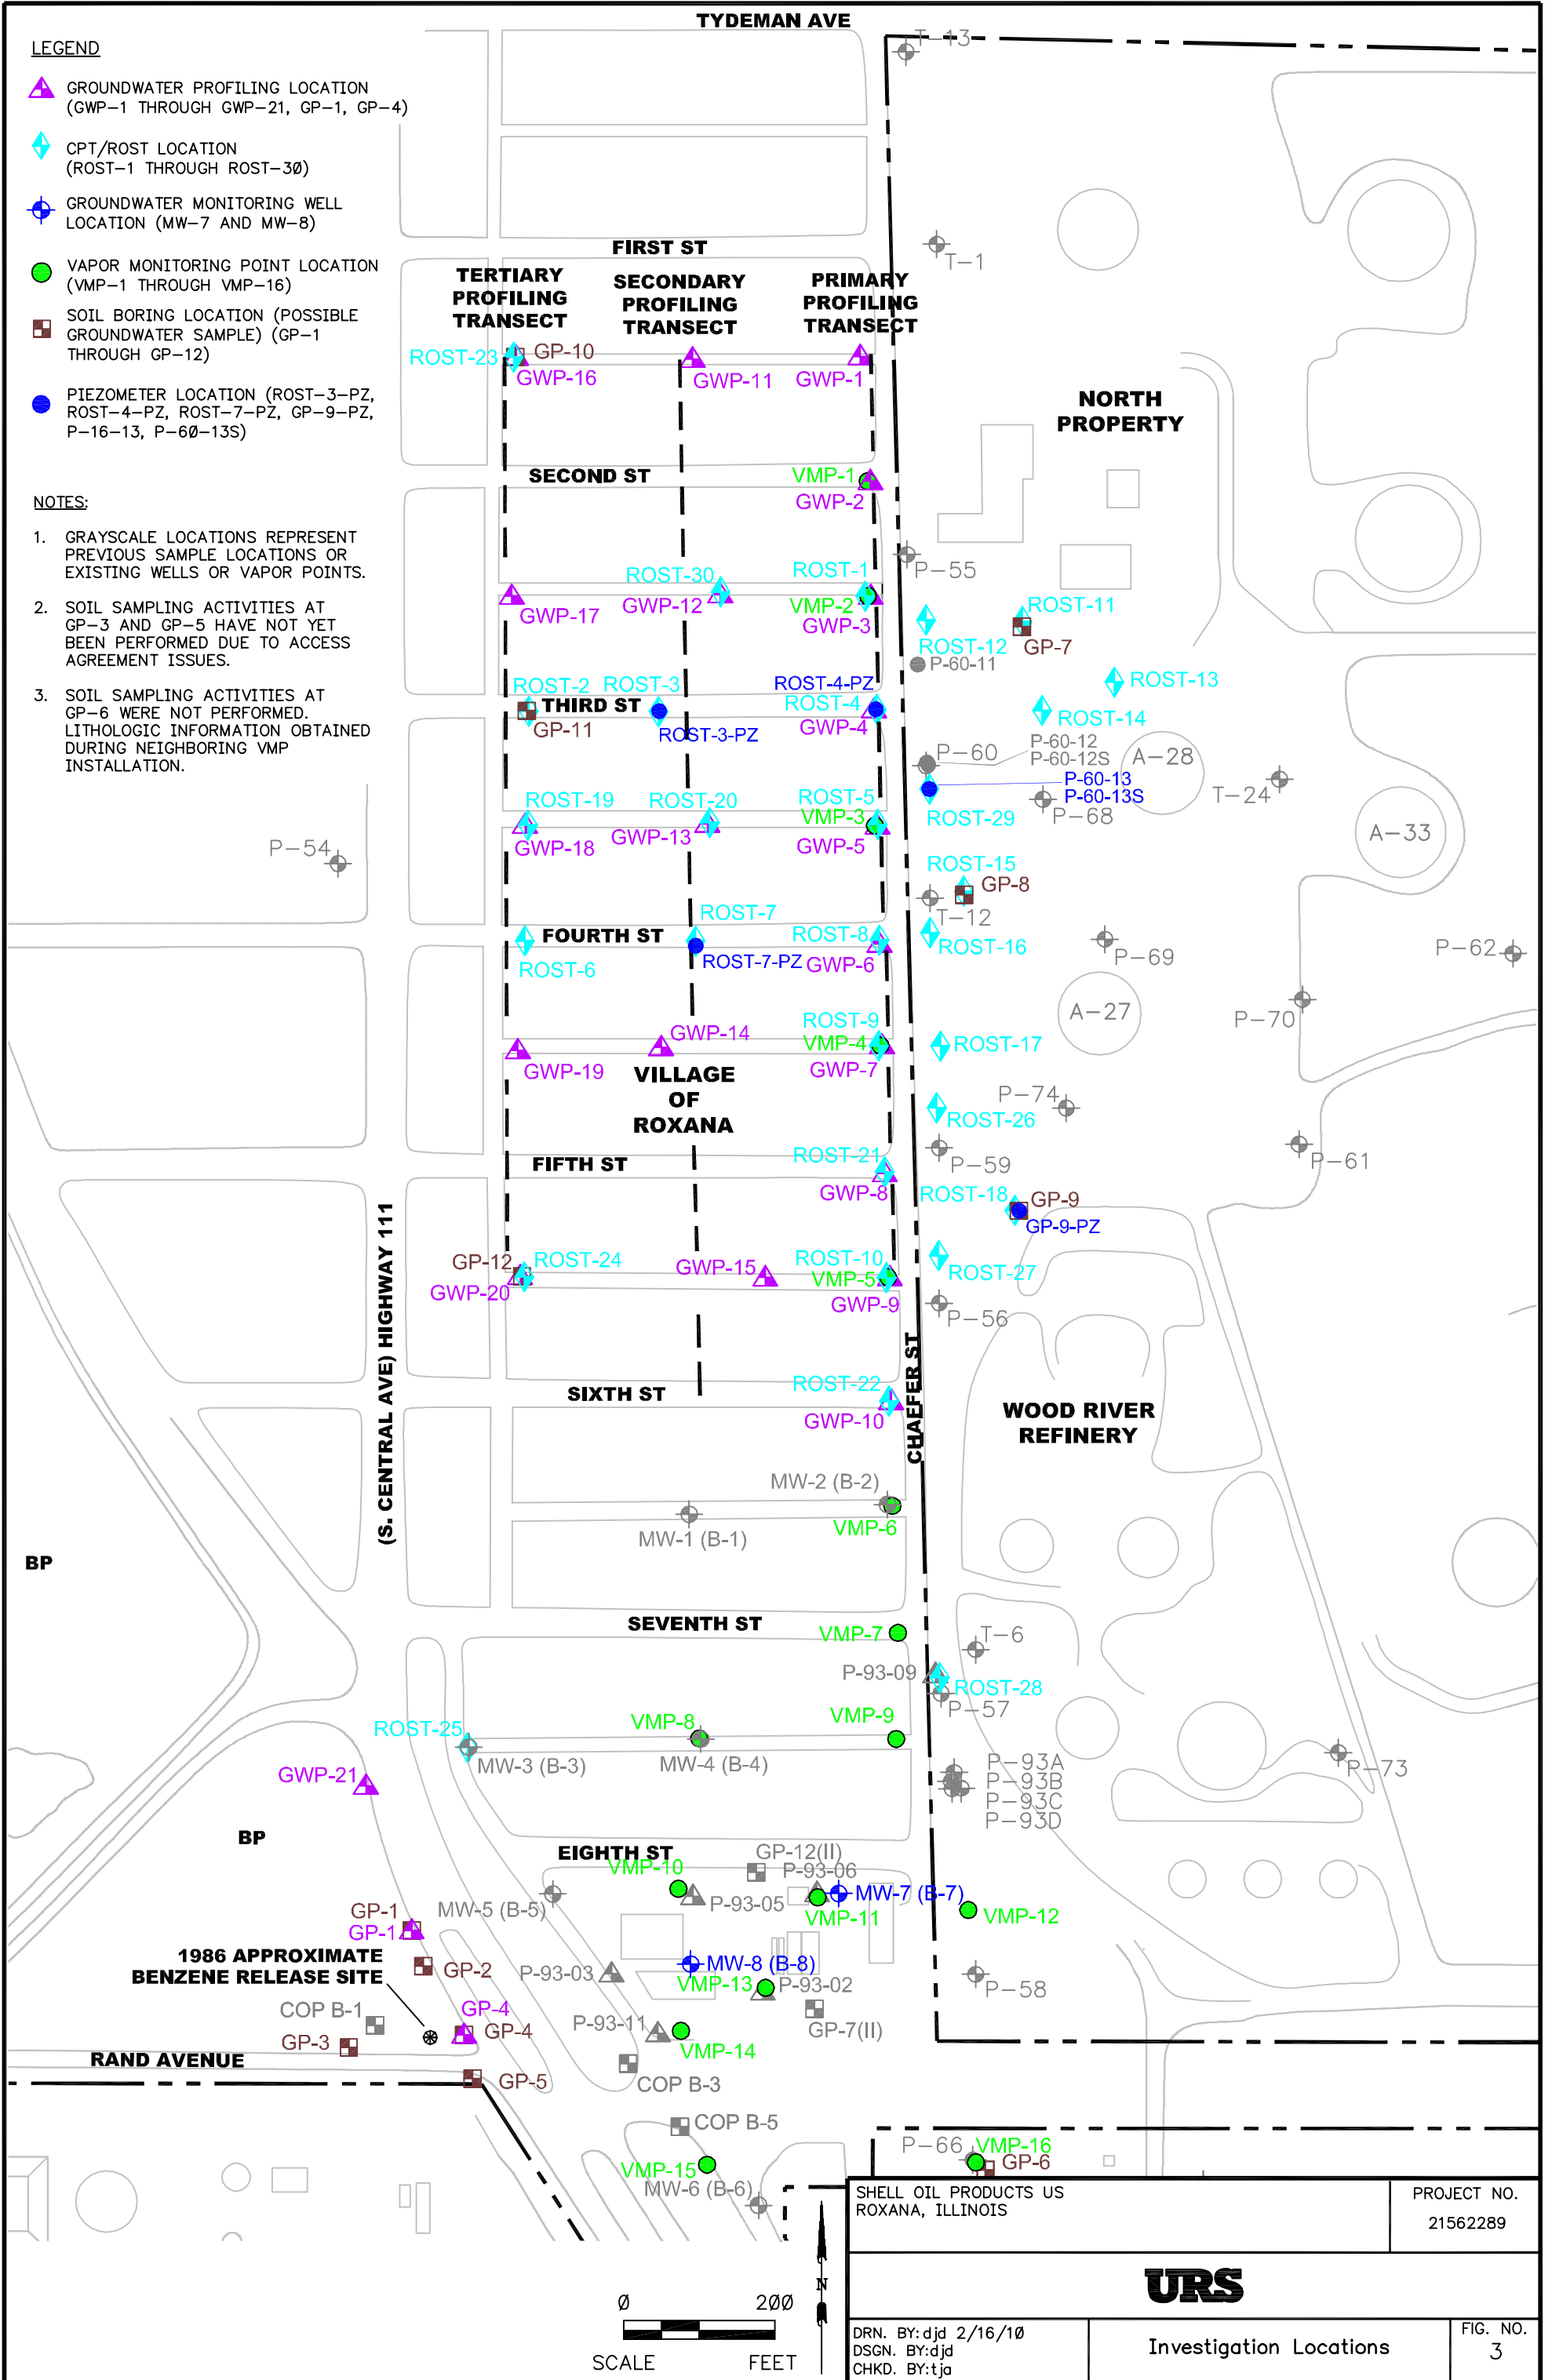 TYDEMAN AVE
LEGEND
GROUNDWATER PROFILING LOCATION
(GWP-1 THROUGH GWP-21, GP-1, GP-4)
CPT/ROST LOCATION
(ROST-1 THROUGH ROST-3Ø)
GROUNDWATER MONITORING WELL
LOCATION (MW-7 AND MW-8)
VAPOR MONITORING POINT LOCATION
(VMP-1 THROUGH VMP-16)
SOIL BORING LOCATION (POSSIBLE
GROUNDWATER SAMPLE) (GP-1
THROUGH GP-12)
PIEZOMETER LOCATION (ROST-3-PZ,
ROST-4-PZ, ROST-7-PZ, GP-9-PZ,
P-16-13, P-6Ø-13S)
NOTES:
1. GRAYSCALE LOCATIONS REPRESENT
PREVIOUS SAMPLE LOCATIONS OR
EXISTING WELLS OR VAPOR POINTS.
2. SOIL SAMPLING ACTIVITIES AT
GP-3 AND GP-5 HAVE NOT YET
BEEN PERFORMED DUE TO ACCESS
AGREEMENT ISSUES.
3. SOIL SAMPLING ACTIVITIES AT
GP-6 WERE NOT PERFORMED.
LITHOLOGIC INFORMATION OBTAINED
DURING NEIGHBORING VMP
INSTALLATION.
T-13
T-1
FIRST ST
TERTIARY
PROFILING
TRANSECT
SECONDARY
PROFILING
TRANSECT
PRIMARY
PROFILING
TRANSECT
ROST-23
GP-10
GWP-16
GWP-11
GWP-1
NORTH
PROPERTY
SECOND ST
VMP-1
GWP-2
P-55
ROST-30
ROST-1
GWP-17
GWP-12
VMP-2
GWP-3
ROST-11
ROST-12
GP-7
P-60-11
ROST-2
ROST-3
ROST-4-PZ
ROST-13
THIRD ST
ROST-4
GP-11
ROST-3-PZ
GWP-4
ROST-14
P-60
P-60-12
P-60-12S
A-28
P-60-13
P-60-13S
T-24
ROST-19
ROST-20
ROST-5
VMP-3
ROST-29
P-68
GWP-18
GWP-13
GWP-5
A-33
P-54
ROST-15
GP-8
T-12
ROST-7
FOURTH ST
ROST-8
ROST-16
P-69
P-62
ROST-6
ROST-7-PZ
GWP-6
P-70
A-27
ROST-9
GWP-14
VMP-4
ROST-17
GWP-19
GWP-7
VILLAGE
OF
ROXANA
P-74
ROST-26
P-59
P-61
FIFTH ST
ROST-21
GWP-8
ROST-18
GP-9
GP-9-PZ
(S. CENTRAL AVE) HIGHWAY 111
GP-12
ROST-24
GWP-15
ROST-10
VMP-5
ROST-27
GWP-20
GWP-9
P-56
CHAEFER ST
SIXTH ST
ROST-22
GWP-10
WOOD RIVER
REFINERY
MW-2 (B-2)
MW-1 (B-1)
VMP-6
BP
SEVENTH ST
VMP-7
T-6
P-93-09
ROST-28
P-57
ROST-25
VMP-8
VMP-9
MW-3 (B-3)
MW-4 (B-4)
GWP-21
P-93A
P-93B
P-93C
P-93D
P-73
BP
EIGHTH ST
GP-12(II)
VMP-10
P-93-06
MW-5 (B-5)
P-93-05
MW-7 (B-7)
VMP-11
VMP-12
GP-1
GP-1
1986 APPROXIMATE
BENZENE RELEASE SITE
GP-2
P-93-03
MW-8 (B-8)
VMP-13
P-93-02
P-58
COP B-1
GP-4
GP-4
P-93-11
GP-7(II)
GP-3
VMP-14
RAND AVENUE
GP-5
COP B-3
COP B-5
P-66
VMP-16
GP-6
VMP-15
MW-6 (B-6)
SHELL OIL PRODUCTS US
ROXANA, ILLINOIS
PROJECT NO.
21562289
URS
N
Ø 2ØØ
SCALE FEET
DRN. BY:djd 2/16/1Ø
DSGN. BY:djd
CHKD. BY:tja
Investigation Locations
FIG. NO.
3